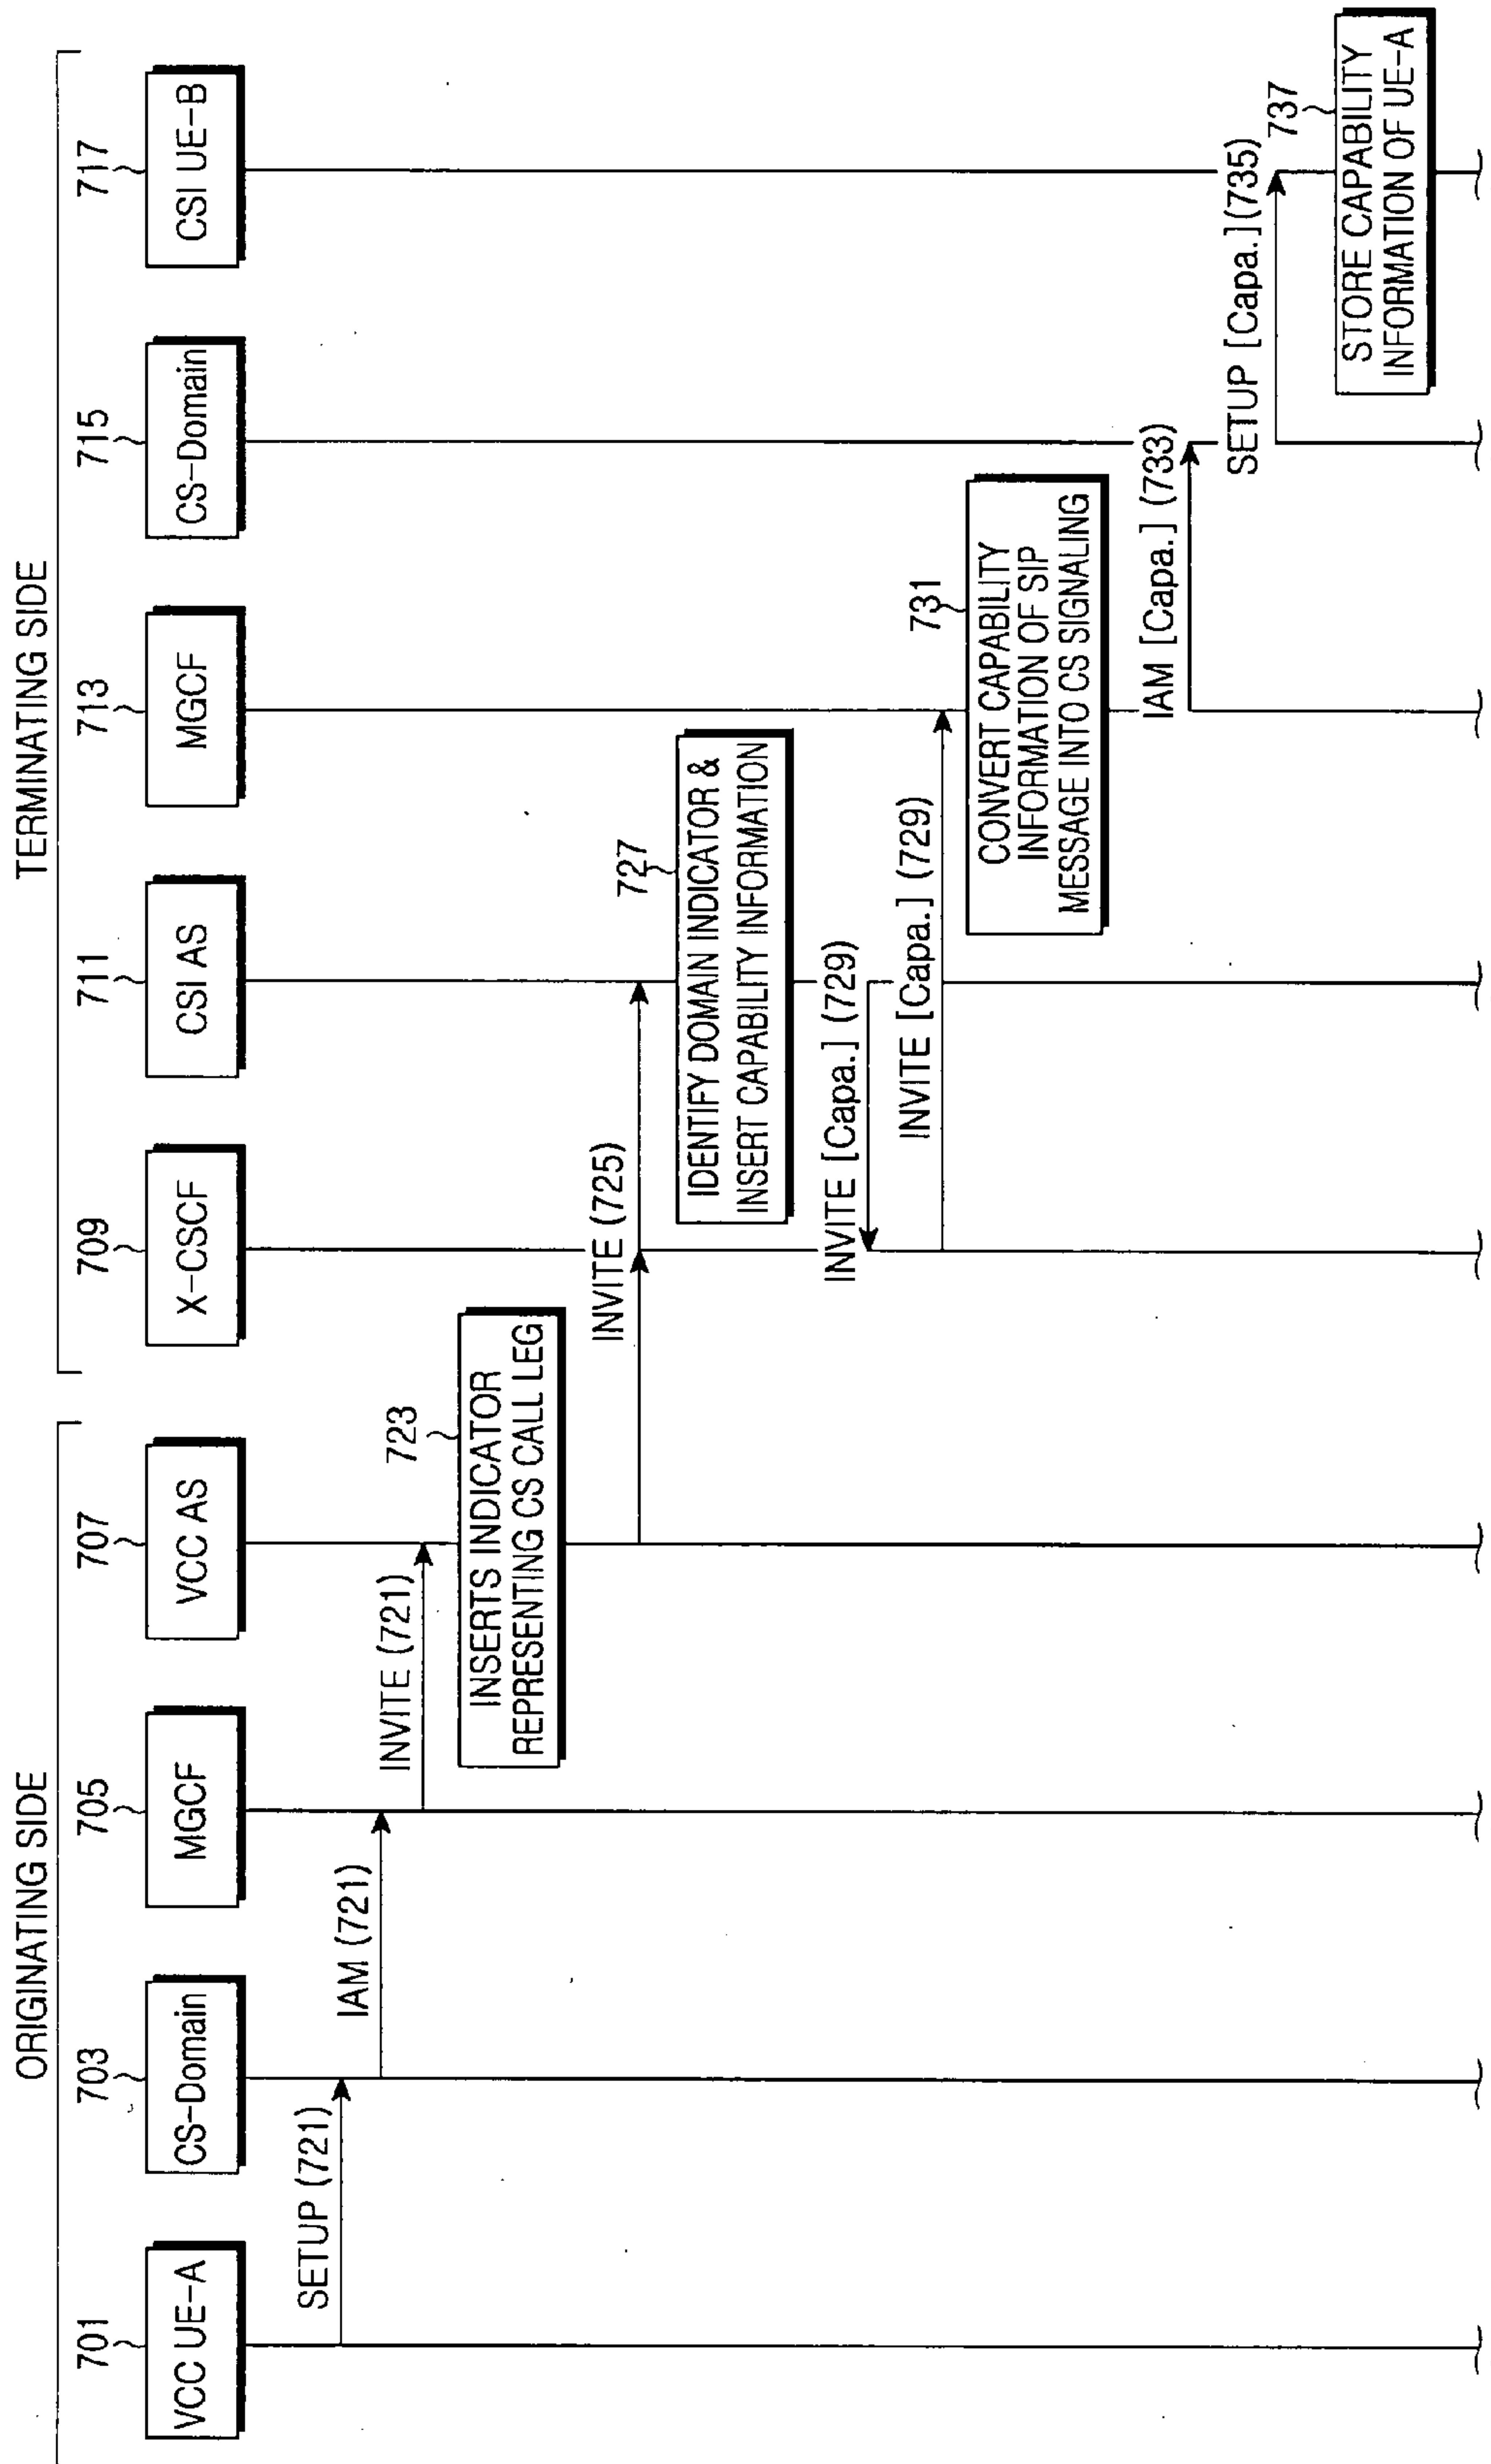 ORIGINATING SIDE
TERMINATING SIDE
701
703
705
707
709
711
713
715
717
VCC UE-A
CS-Domain
MGCF
VCC AS
X-CSCF
CSI AS
MGCF
CS-Domain
CSI UE-B
SETUP (721)
IAM (721)
INVITE (721)
723
INSERTS INDICATOR
REPRESENTING CS CALL LEG
INVITE (725)
727
IDENTIFY DOMAIN INDICATOR &
INSERT CAPABILITY INFORMATION
INVITE [Capa.] (729)
INVITE [Capa.] (729)
731
CONVERT CAPABILITY
INFORMATION OF SIP
MESSAGE INTO CS SIGNALING
IAM [Capa.] (733)
SETUP [Capa.](735)
737
STORE CAPABILITY
INFORMATION OF UE-A